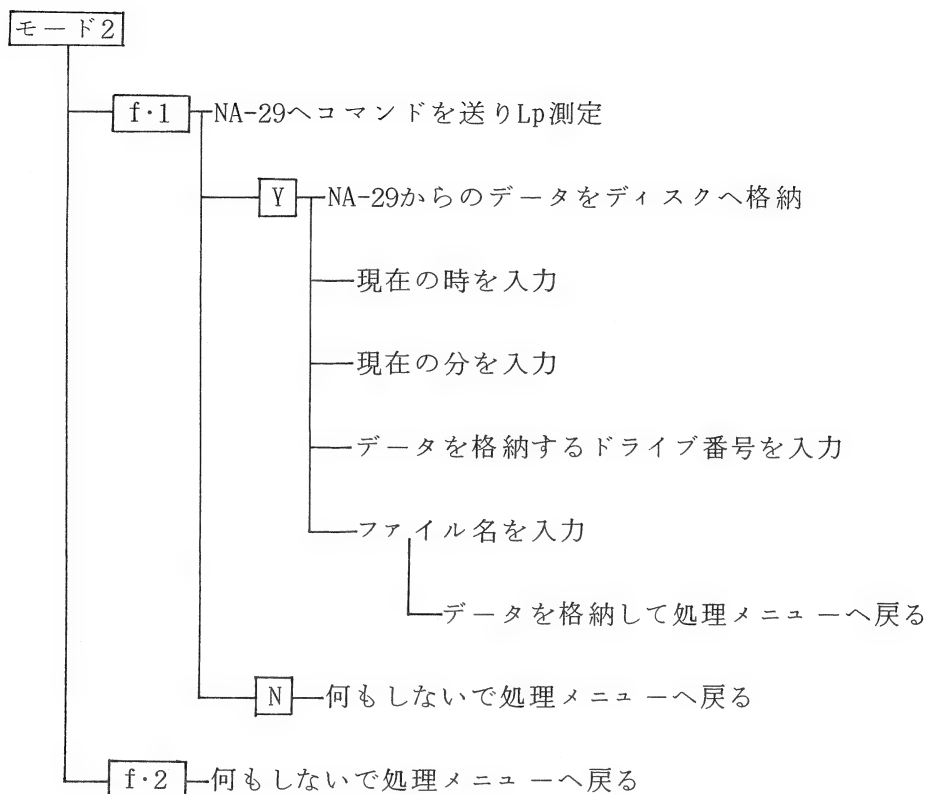 モード2
f・1 NA-29へコマンドを送りLp測定
Y NA-29からのデータをディスクへ格納
現在の時を入力
現在の分を入力
データを格納するドライブ番号を入力
ファイル名を入力
データを格納して処理メニューへ戻る
N 何もしないで処理メニューへ戻る
f・2 何もしないで処理メニューへ戻る